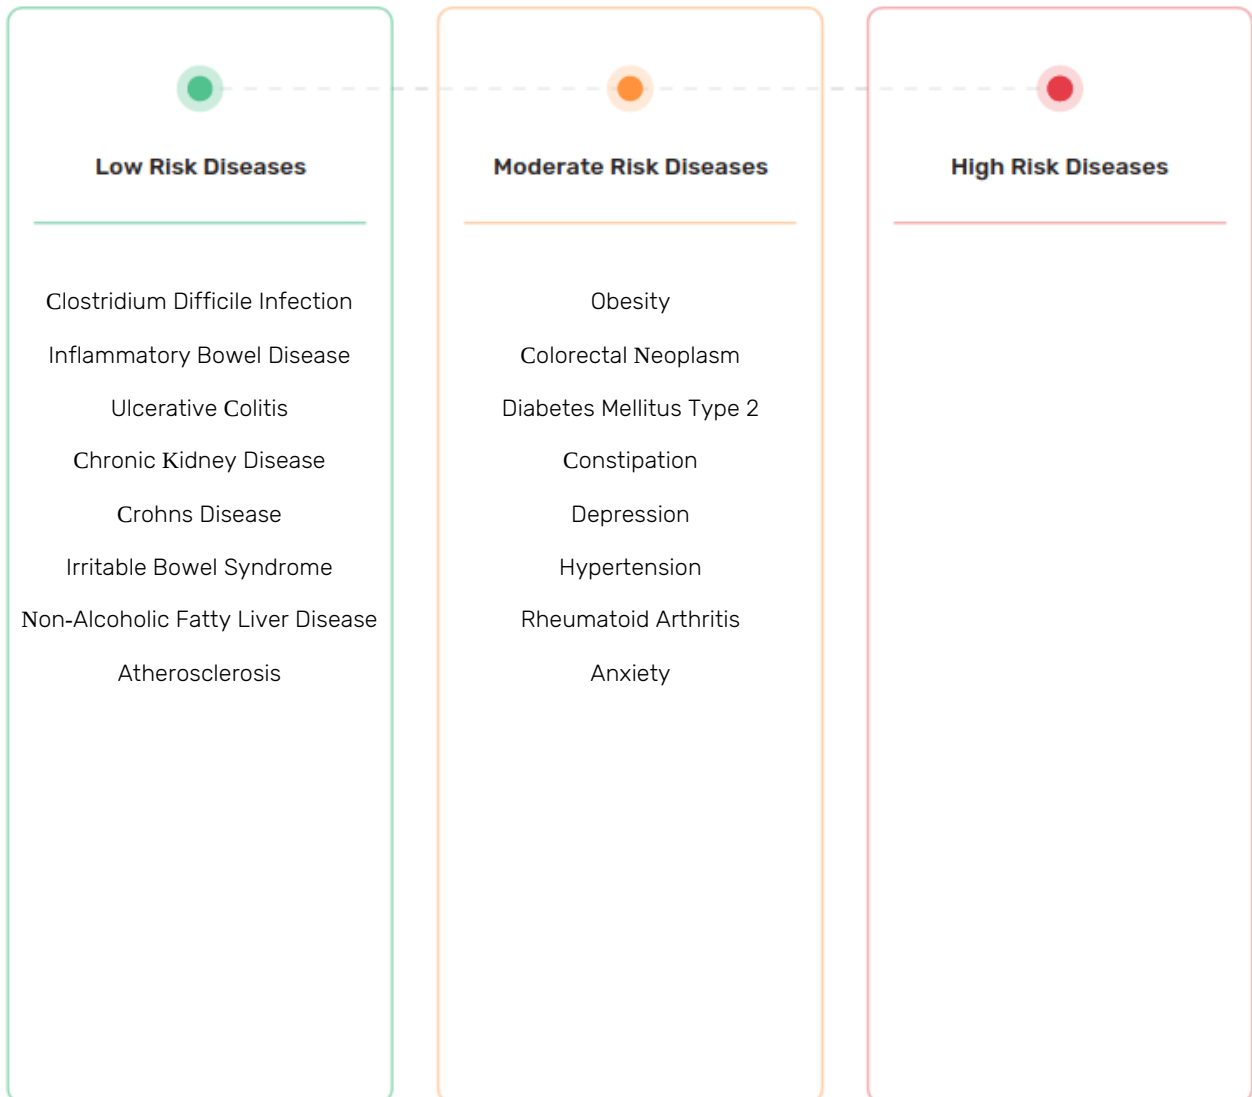 Low Risk Diseases
Clostridium Difficile Infection
Inflammatory Bowel Disease
Ulcerative Colitis
Chronic Kidney Disease
Crohns Disease
Irritable Bowel Syndrome
Non-Alcoholic Fatty Liver Disease
Atherosclerosis
Moderate Risk Diseases
Obesity
Colorectal Neoplasm
Diabetes Mellitus Type 2
Constipation
Depression
Hypertension
Rheumatoid Arthritis
Anxiety
High Risk Diseases